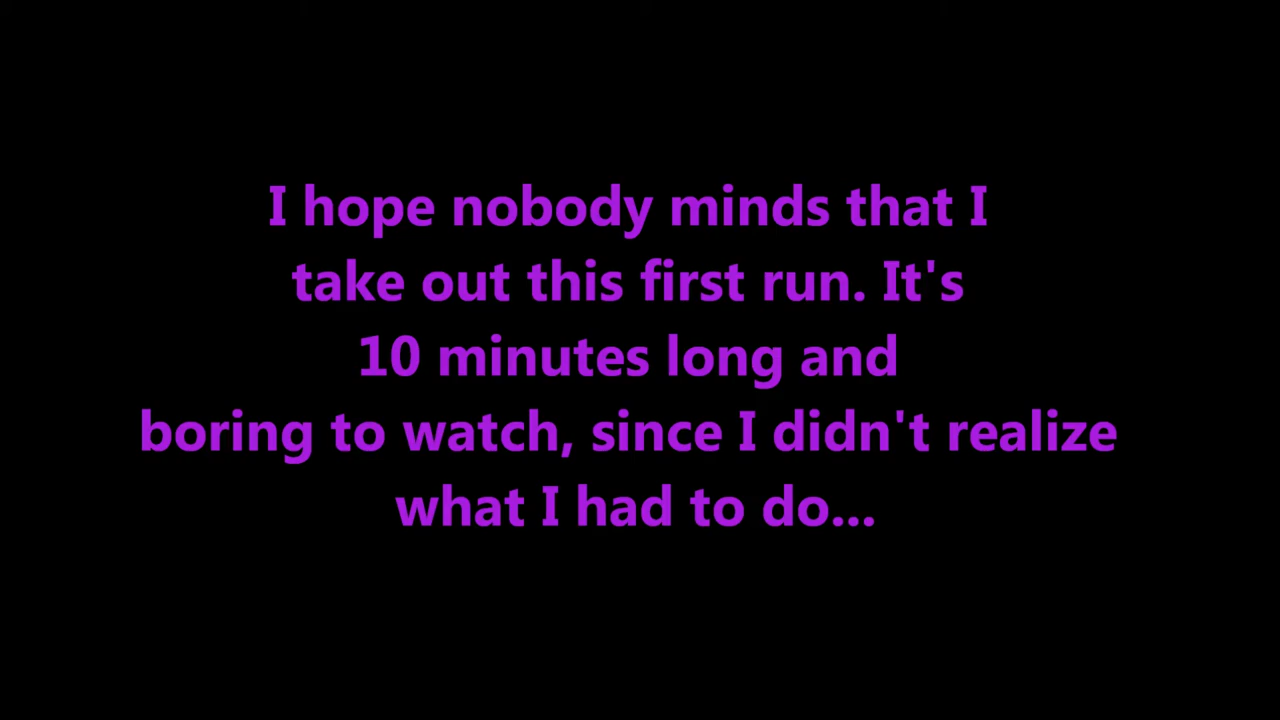 I hope nobody minds that I
take out this first run. It's
10 minutes long and
boring to watch, since I didn't realize
what I had to do...